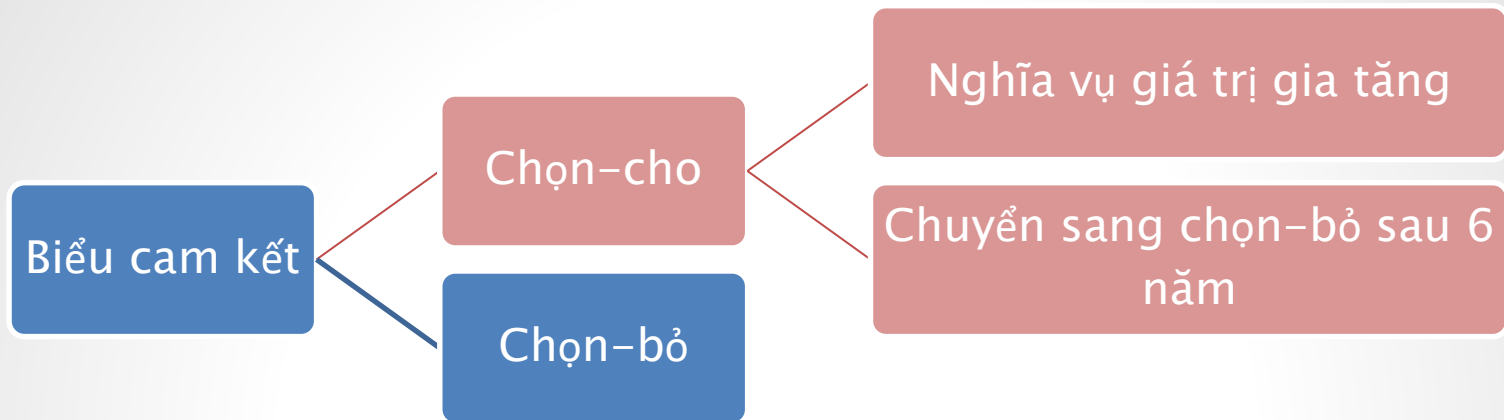 Nghĩa vụ giá trị gia tăng
Chọn-cho
Chuyển sang chọn-bỏ sau 6
năm
Biểu cam kết
Chọn-bỏ